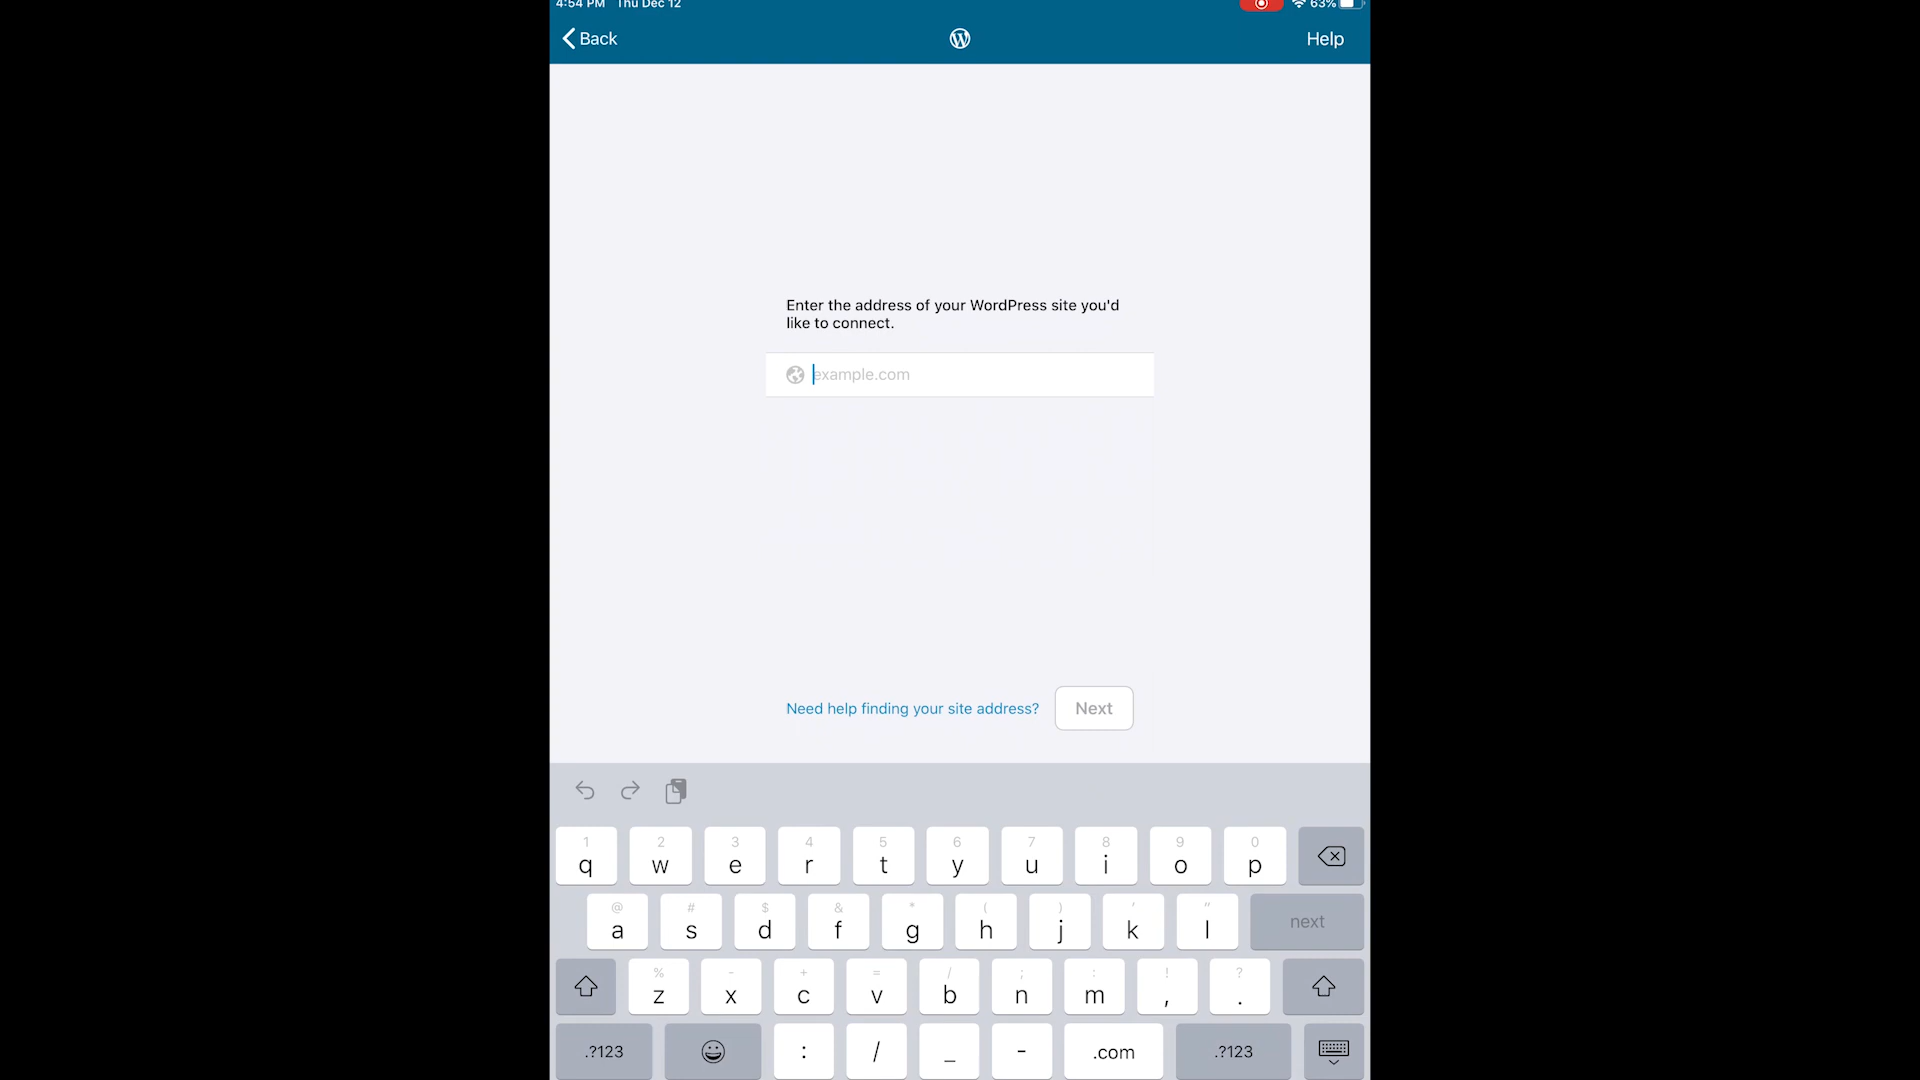 4:54 PM Thu Dec 12 63%
Back Help
Enter the address of your WordPress site you'd
like to connect.
example.com
Need help finding your site address? Next
1 2 3 4 5 6 7 8 9 0
q w e r t y u i o p
@ # $ & * ( ) ' "
a s d f g h j k l next
% - + = / ; : ! ?
z x c v b n m , .
.?123 : / _ - .com .?123